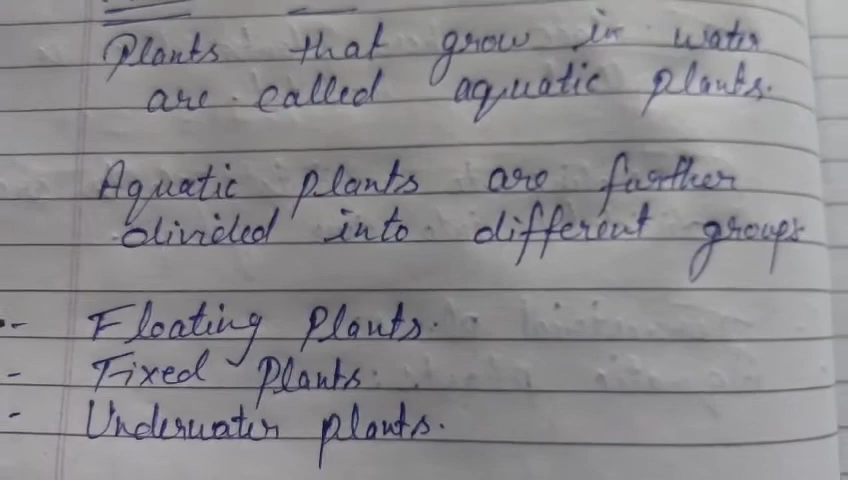 Plants that grow in water
are called aquatic plants.
Aquatic plants are further
divided into different groups
- Floating Plants.
- Fixed Plants.
- Underwater plants.